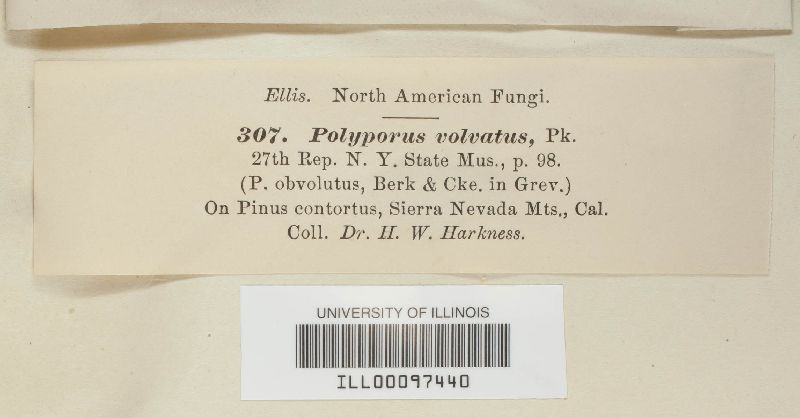 Ellis. North American Fungi.
307. Polyporus volvatus, Pk.
27th Rep. N. Y. State Mus., p. 98.
(P. obvolutus, Berk & Cke. in Grev.)
On Pinus contortus, Sierra Nevada Mts., Cal.
Coll. Dr. H. W. Harkness.
UNIVERSITY OF ILLINOIS
ILL00097440